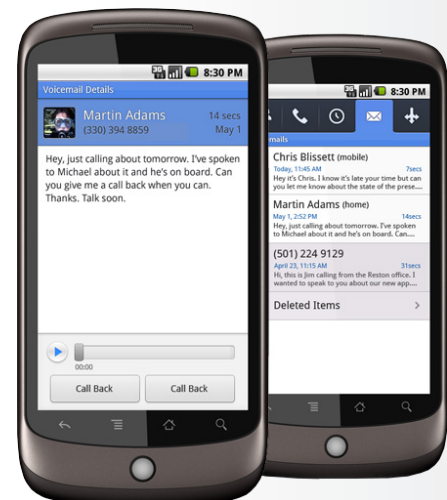 3G
8:30 PM
Voicemail Details
Martin Adams
14 secs
(330) 394 8859
May 1
Hey, just calling about tomorrow. I've spoken
to Michael about it and he's on board. Can
you give me a call back when you can.
Thanks. Talk soon.
00:00
Call Back
Call Back
3G
8:30 PM
mails
Chris Blissett (mobile)
Today, 11:45 AM
7secs
Hey it's Chris. I know it's late your time but can
you let me know about the state of the prese....
Martin Adams (home)
May 1, 2:52 PM
14secs
Hey, just calling about tomorrow. I've spoken
to Michael about it and he's on board. Can....
(501) 224 9129
April 23, 11:15 AM
31secs
Hi, this is Jim calling from the Reston office. I
wanted to speak to you about our new app....
Deleted Items